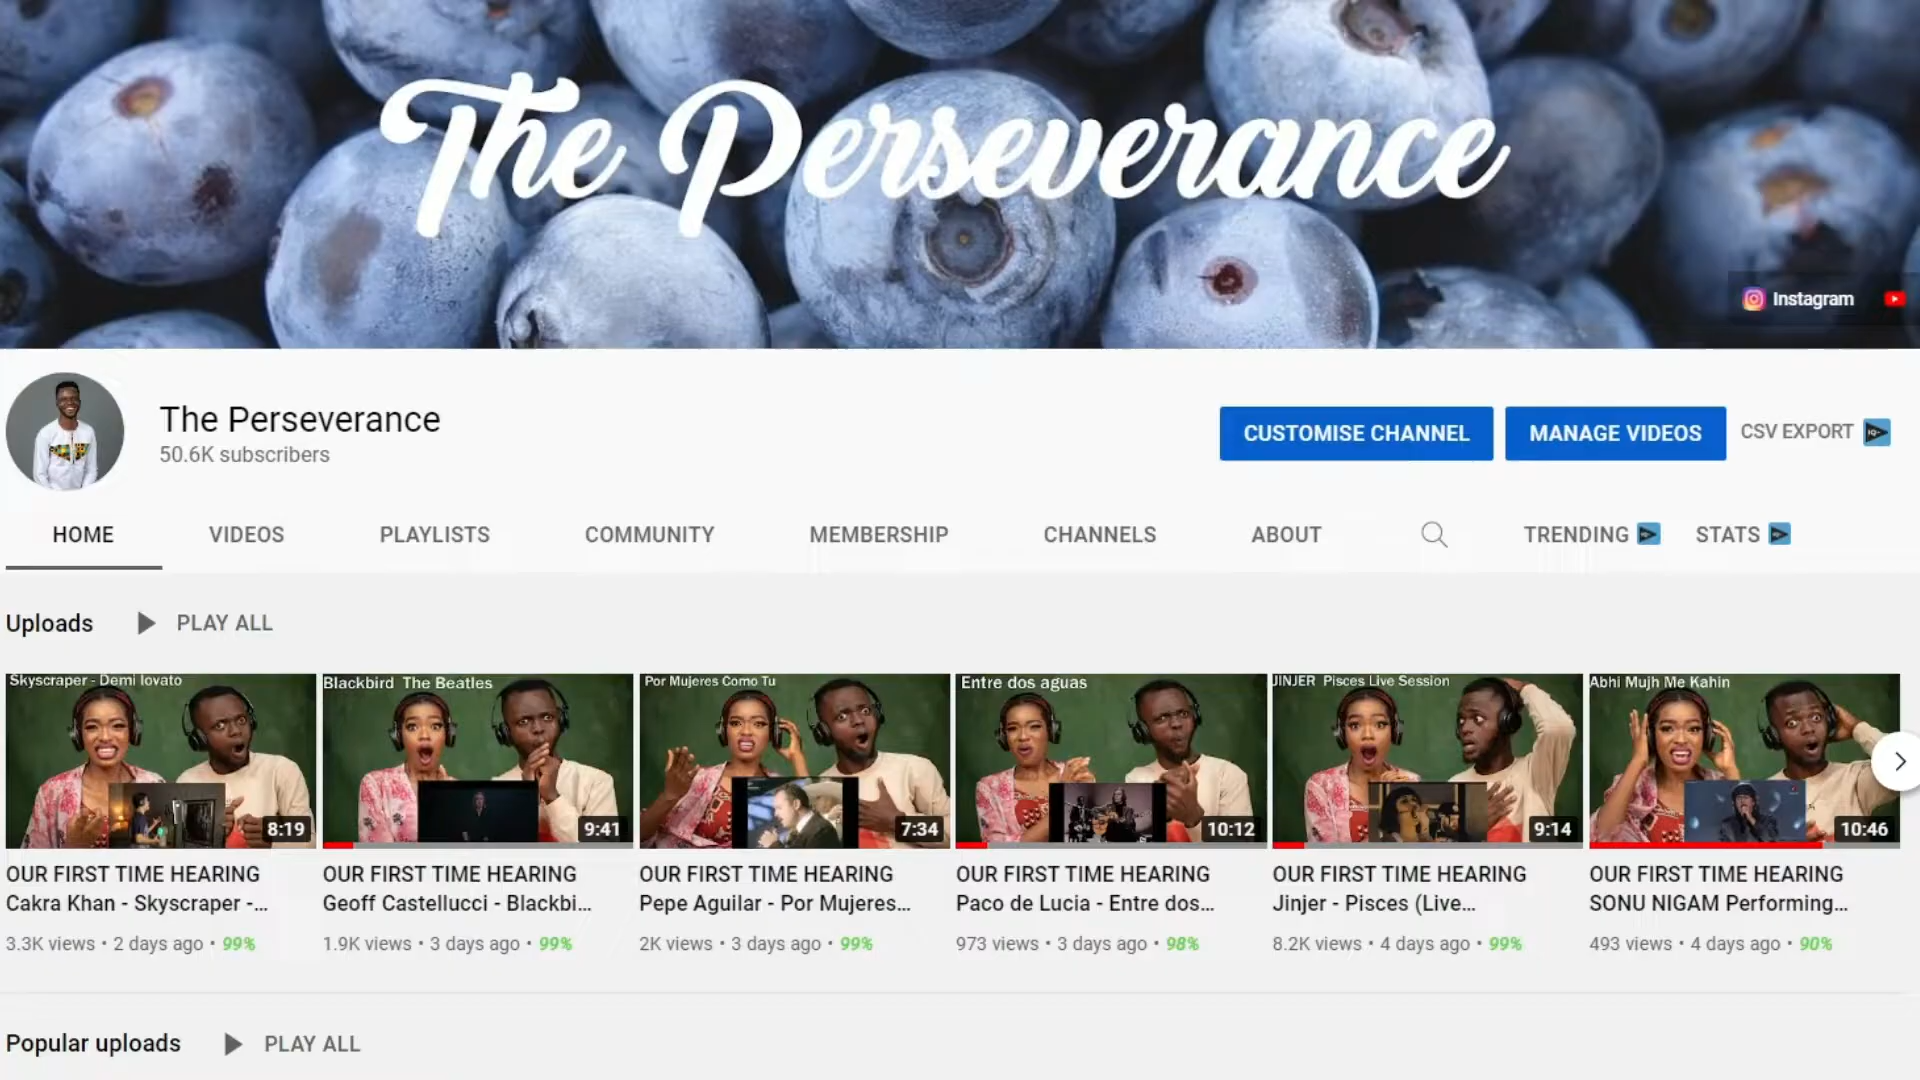 The Perseverance
Instagram
The Perseverance
50.6K subscribers
CUSTOMISE CHANNEL
MANAGE VIDEOS
CSV EXPORT
HOME
VIDEOS
PLAYLISTS
COMMUNITY
MEMBERSHIP
CHANNELS
ABOUT
TRENDING
STATS
Uploads
PLAY ALL
Skyscraper - Demi lovato
8:19
OUR FIRST TIME HEARING
Cakra Khan - Skyscraper -...
3.3K views • 2 days ago • 99%
Blackbird The Beatles
9:41
OUR FIRST TIME HEARING
Geoff Castellucci - Blackbi...
1.9K views • 3 days ago • 99%
Por Mujeres Como Tu
7:34
OUR FIRST TIME HEARING
Pepe Aguilar - Por Mujeres...
2K views • 3 days ago • 99%
Entre dos aguas
10:12
OUR FIRST TIME HEARING
Paco de Lucia - Entre dos...
973 views • 3 days ago • 98%
JINJER Pisces Live Session
9:14
OUR FIRST TIME HEARING
Jinjer - Pisces (Live...
8.2K views • 4 days ago • 99%
Abhi Mujh Me Kahin
10:46
OUR FIRST TIME HEARING
SONU NIGAM Performing...
493 views • 4 days ago • 90%
Popular uploads
PLAY ALL